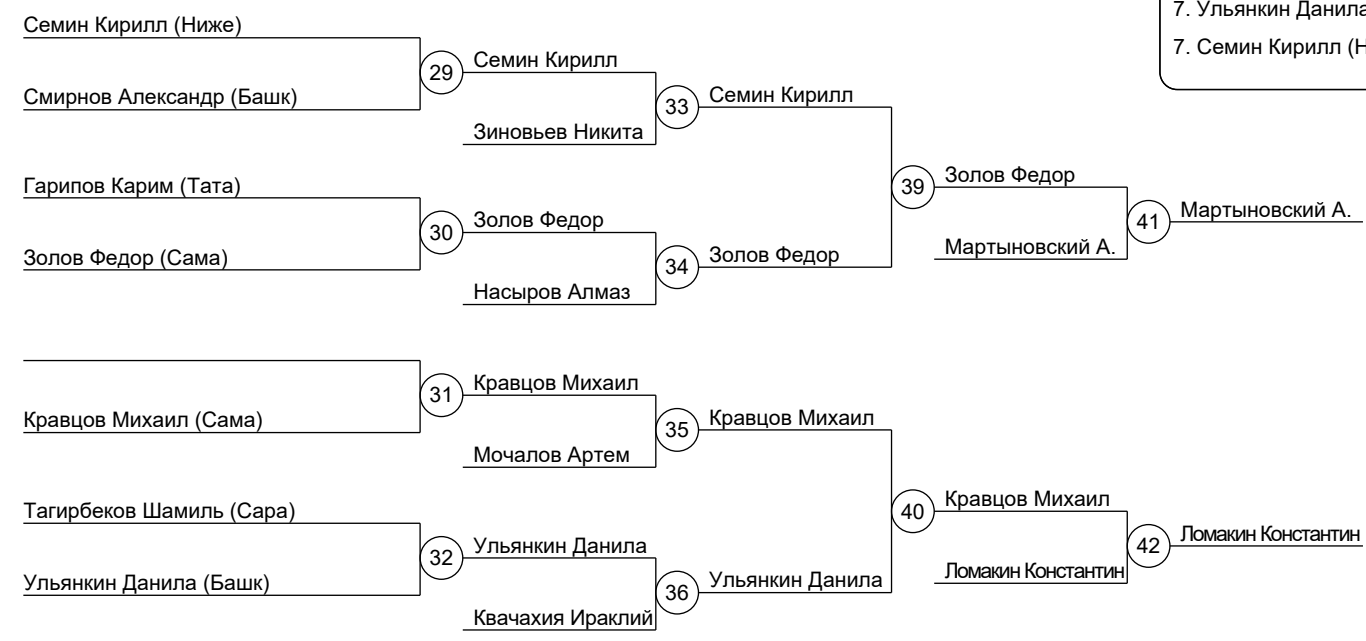 7. Ульянкин Данила
7. Семин Кирилл (Н
Семин Кирилл (Ниже)
Смирнов Александр (Башк)
29
Семин Кирилл
Зиновьев Никита
33
Семин Кирилл
Гарипов Карим (Тата)
Золов Федор (Сама)
30
Золов Федор
Насыров Алмаз
34
Золов Федор
39
Золов Федор
Мартыновский А.
41
Мартыновский А.
Кравцов Михаил (Сама)
31
Кравцов Михаил
Мочалов Артем
35
Кравцов Михаил
Тагирбеков Шамиль (Сара)
Ульянкин Данила (Башк)
32
Ульянкин Данила
Квачахия Ираклий
36
Ульянкин Данила
40
Кравцов Михаил
Ломакин Константин
42
Ломакин Константин